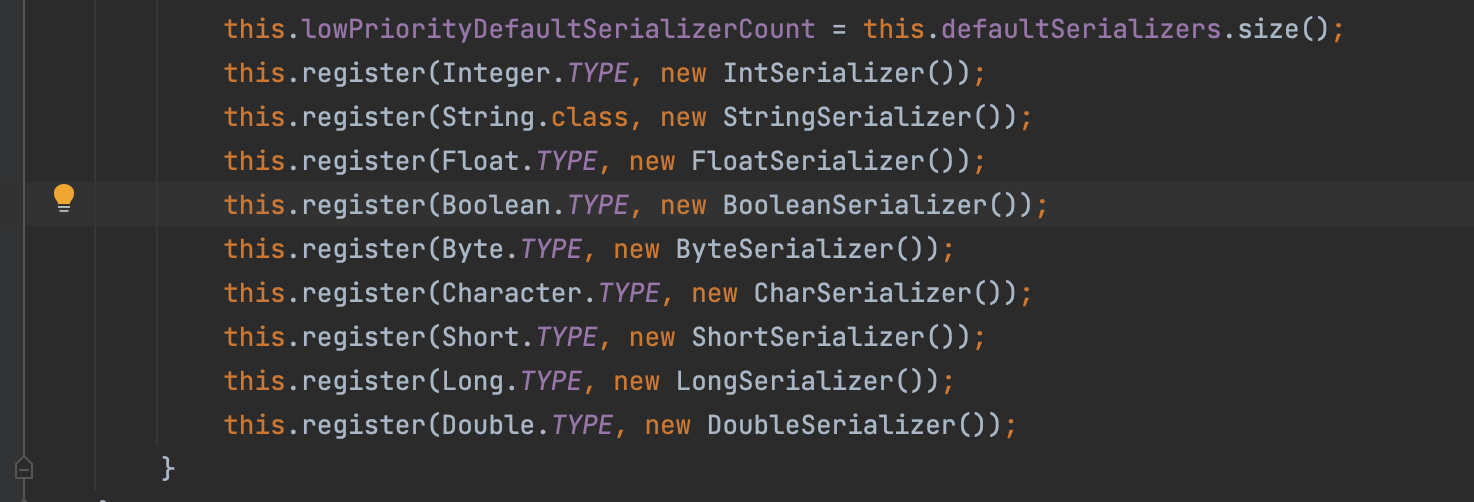 this.lowPriorityDefaultSerializerCount = this.defaultSerializers.size();
this.register(Integer.TYPE, new IntSerializer());
this.register(String.class, new StringSerializer());
this.register(Float.TYPE, new FloatSerializer());
this.register(Boolean.TYPE, new BooleanSerializer());
this.register(Byte.TYPE, new ByteSerializer());
this.register(Character.TYPE, new CharSerializer());
this.register(Short.TYPE, new ShortSerializer());
this.register(Long.TYPE, new LongSerializer());
this.register(Double.TYPE, new DoubleSerializer());
}